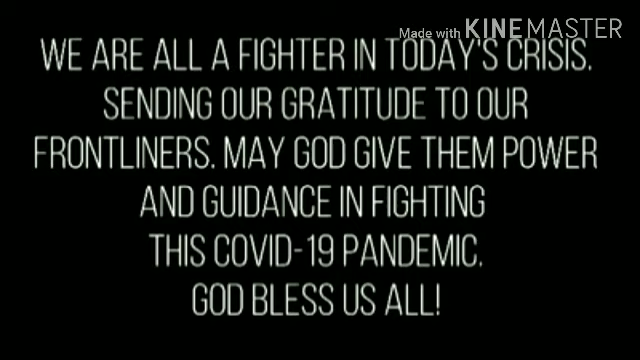 Made with KINEMASTER
WE ARE ALL A FIGHTER IN TODAY'S CRISIS.
SENDING OUR GRATITUDE TO OUR
FRONTLINERS. MAY GOD GIVE THEM POWER
AND GUIDANCE IN FIGHTING
THIS COVID-19 PANDEMIC.
GOD BLESS US ALL!